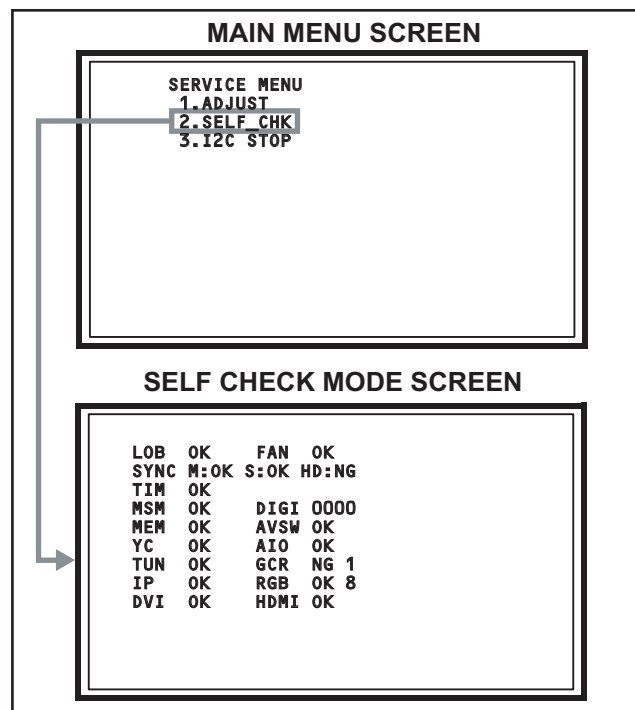 MAIN MENU SCREEN
SERVICE MENU
1.ADJUST
2.SELF_CHK
3.I2C STOP
SELF CHECK MODE SCREEN
LOB OK FAN OK
SYNC M:OK S:OK HD:NG
TIM OK
MSM OK DIGI 0000
MEM OK AVSW OK
YC OK AIO OK
TUN OK GCR NG 1
IP OK RGB OK 8
DVI OK HDMI OK